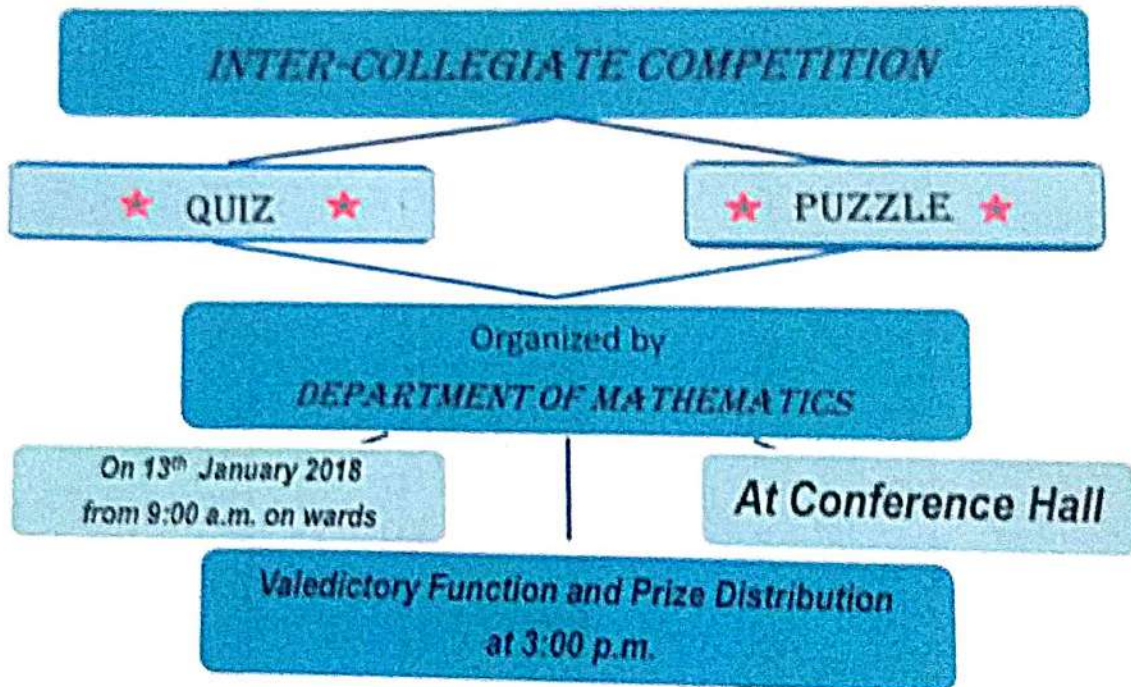 INTER-COLLEGIATE COMPETITION
QUIZ
PUZZLE
Organized by
DEPARTMENT OF MATHEMATICS
On 13th January 2018
from 9:00 a.m. on wards
At Conference Hall
Valedictory Function and Prize Distribution
at 3:00 p.m.